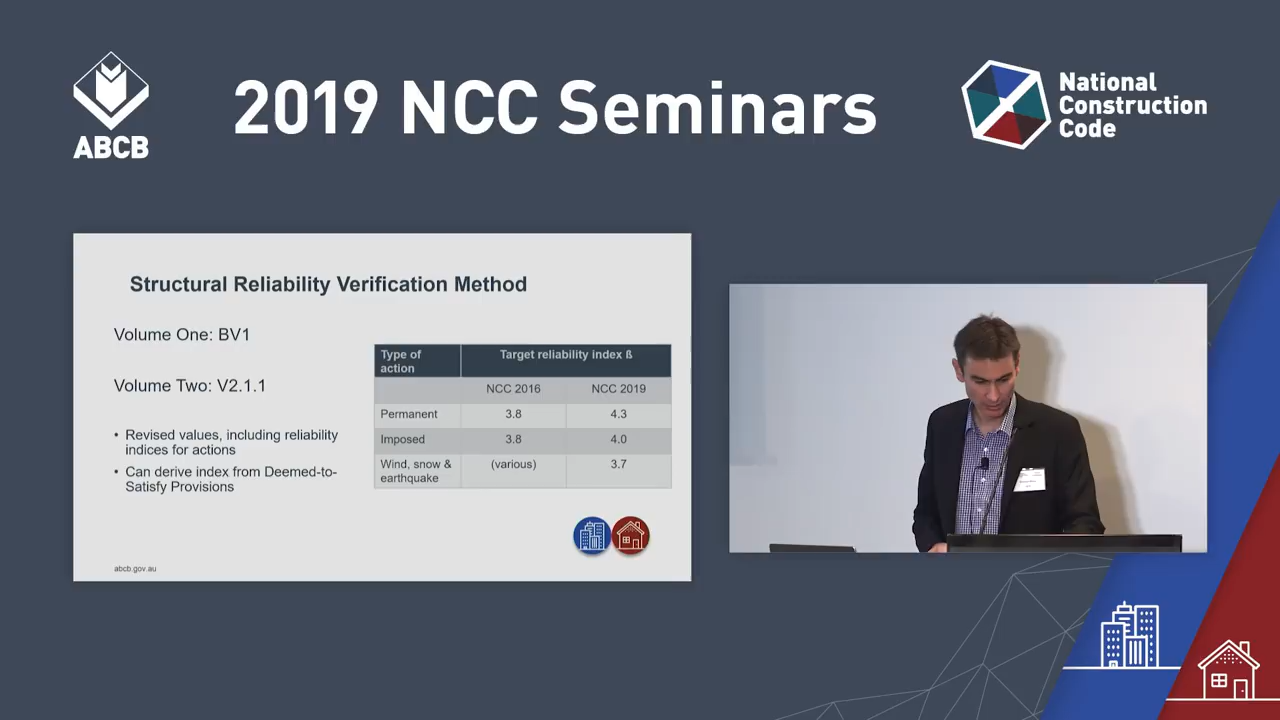 ABCB
2019 NCC Seminars
National
Construction
Code
Structural Reliability Verification Method
Volume One: BV1
Volume Two: V2.1.1
• Revised values, including reliability
indices for actions
• Can derive index from Deemed-to-
Satisfy Provisions
Type of
action
Target reliability index ß
NCC 2016
NCC 2019
Permanent
3.8
4.3
Imposed
3.8
4.0
Wind, snow &
earthquake
(various)
3.7
abcb.gov.au